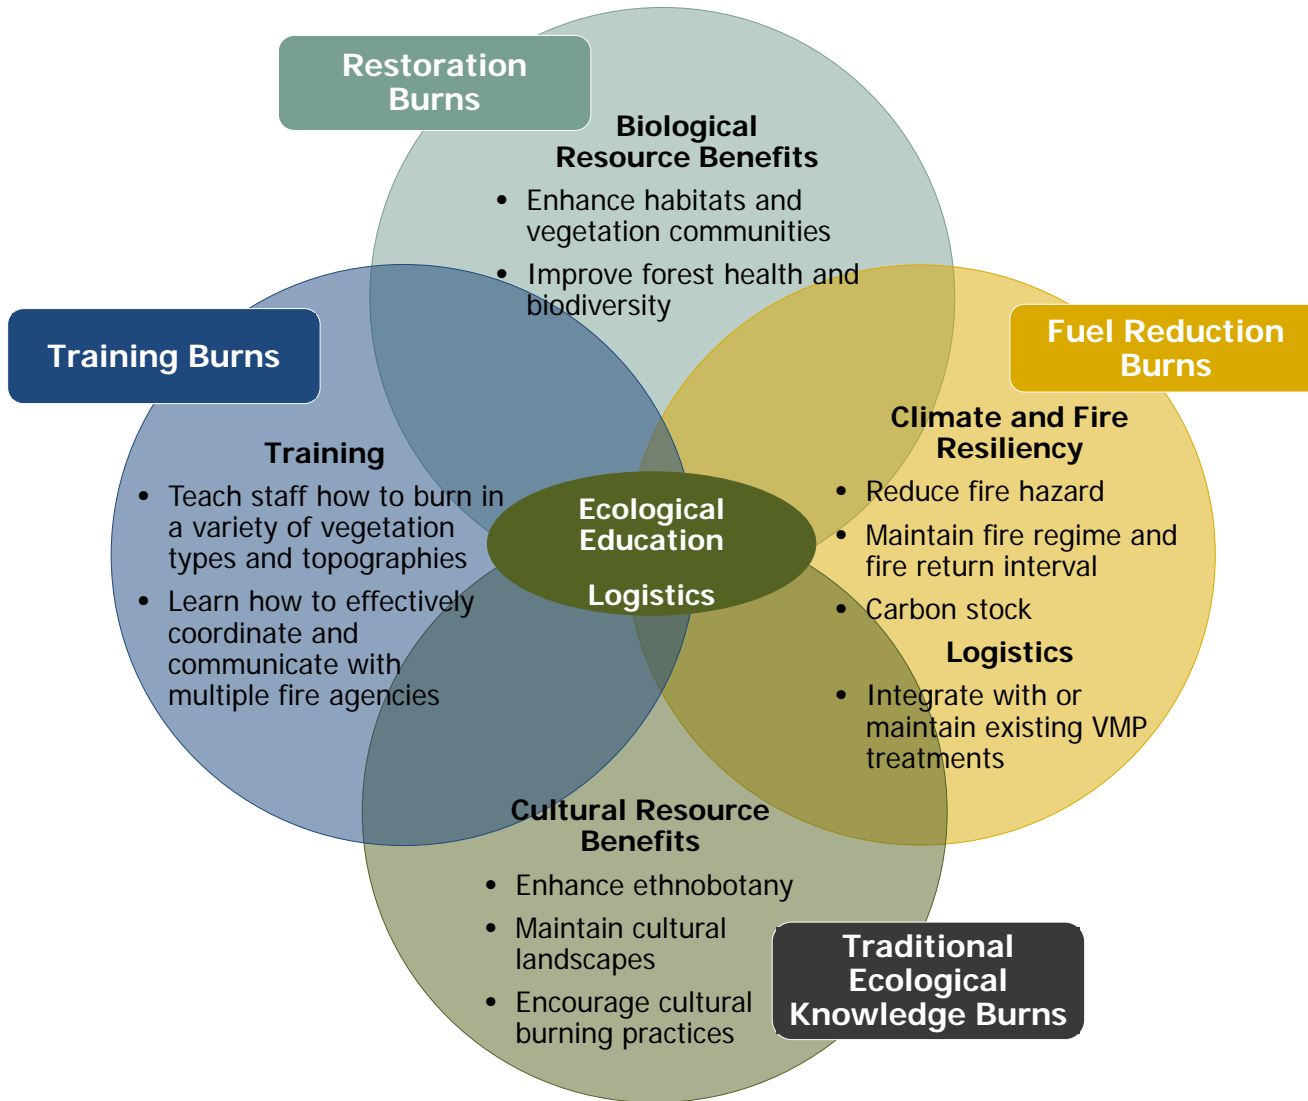 Restoration
Burns
Biological
Resource Benefits
• Enhance habitats and
vegetation communities
• Improve forest health and
biodiversity
Training Burns
Training
• Teach staff how to burn in
a variety of vegetation
types and topographies
• Learn how to effectively
coordinate and
communicate with
multiple fire agencies
Ecological
Education
Logistics
Fuel Reduction
Burns
Climate and Fire
Resiliency
• Reduce fire hazard
• Maintain fire regime and
fire return interval
• Carbon stock
Logistics
• Integrate with or
maintain existing VMP
treatments
Cultural Resource
Benefits
• Enhance ethnobotany
• Maintain cultural
landscapes
• Encourage cultural
burning practices
Traditional
Ecological
Knowledge Burns